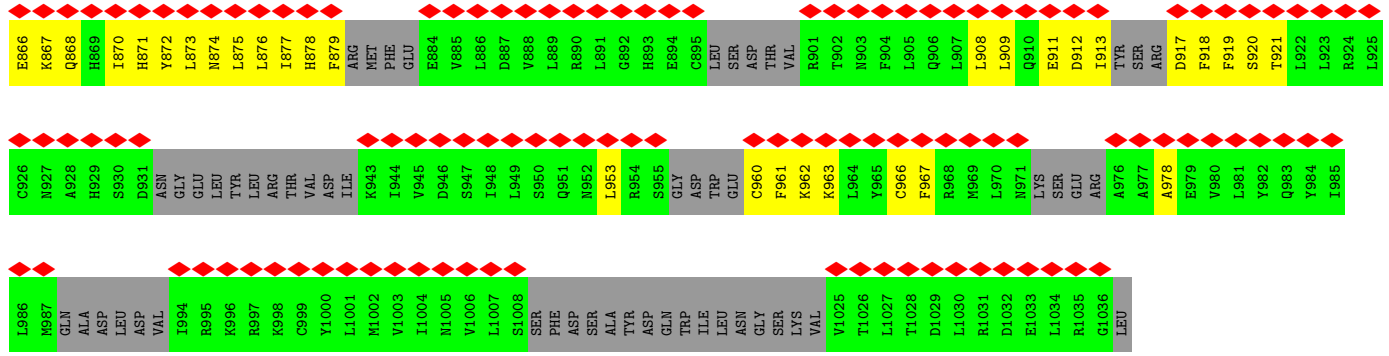 E866 K867 Q868 H869 I870 H871 Y872 L873 N874 L875 L876 I877 H878 F879 ARG MET PHE GLU E884 V885 L886 D887 V888 L889 R890 L891 G892 H893 E894 C895 LEU SER ASP THR VAL R901 T902 N903 F904 L905 Q906 L907 L908 L909 Q910 E911 D912 I913 TYR SER ARG D917 F918 F919 S920 T921 L922 L923 R924 L925
C926 N927 A928 H929 S930 D931 ASN GLY GLU LEU TYR LEU ARG THR VAL ASP ILE K943 I944 V945 D946 S947 I948 L949 S950 Q951 N952 L953 R954 S955 GLY ASP TRP GLU C960 F961 K962 K963 L964 Y965 C966 F967 R968 M969 L970 N971 LYS SER GLU ARG A976 A977 A978 E979 V980 L981 Y982 Q983 Y984 I985
L986 M987 GLN ALA ASP LEU ASP VAL I994 R995 K996 R997 K998 C999 Y1000 L1001 M1002 V1003 I1004 N1005 V1006 L1007 S1008 SER PHE ASP SER ALA TYR ASP GLN TRP ILE LEU ASN GLY SER LYS VAL V1025 T1026 L1027 T1028 D1029 L1030 R1031 D1032 E1033 L1034 R1035 G1036 LEU